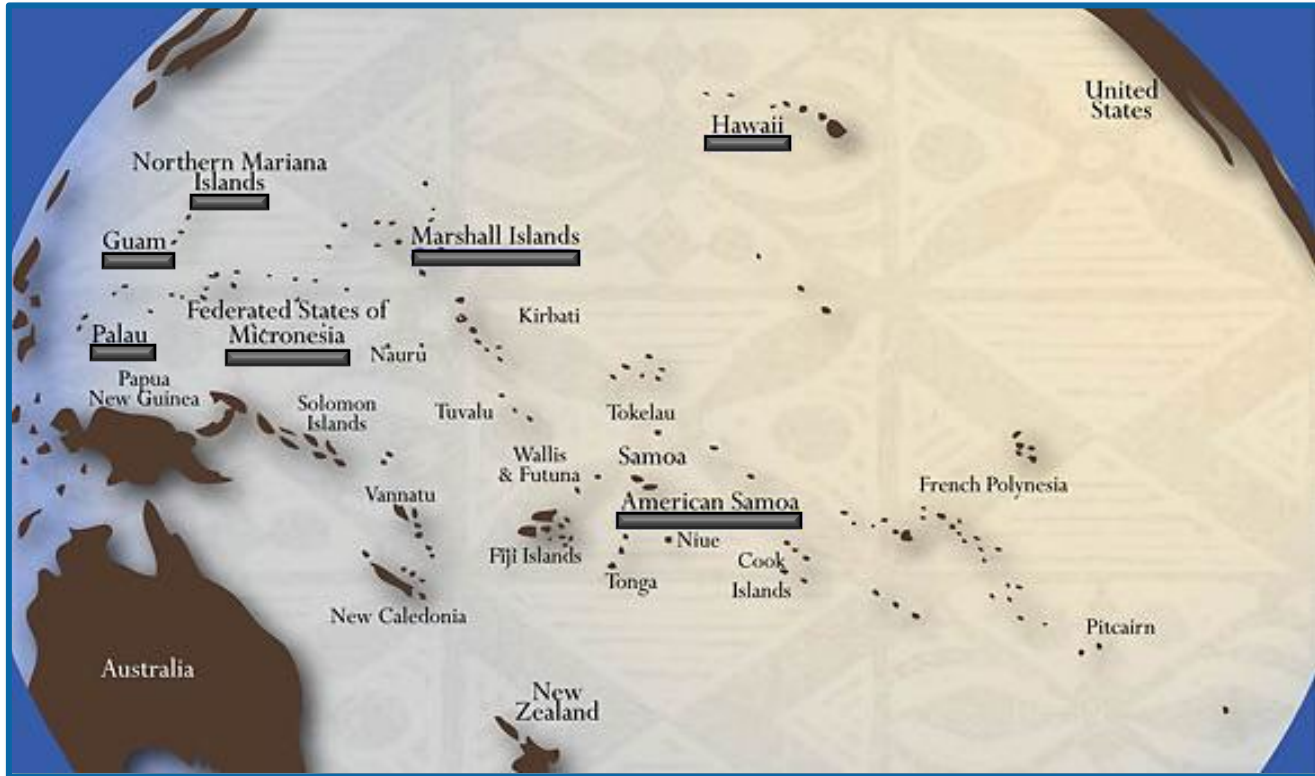 United
States
Hawaii
Northern Mariana
Islands
Guam
Marshall Islands
Federated States of
Micronesia
Kirbati
Palau
Nauru
Papua
New Guinea
Solomon
Islands
Tuvalu
Tokelau
Wallis
& Futuna
Samoa
Vannatu
American Samoa
French Polynesia
Fiji Islands
Niue
Cook
Islands
Tonga
New Caledonia
Pitcairn
Australia
New
Zealand